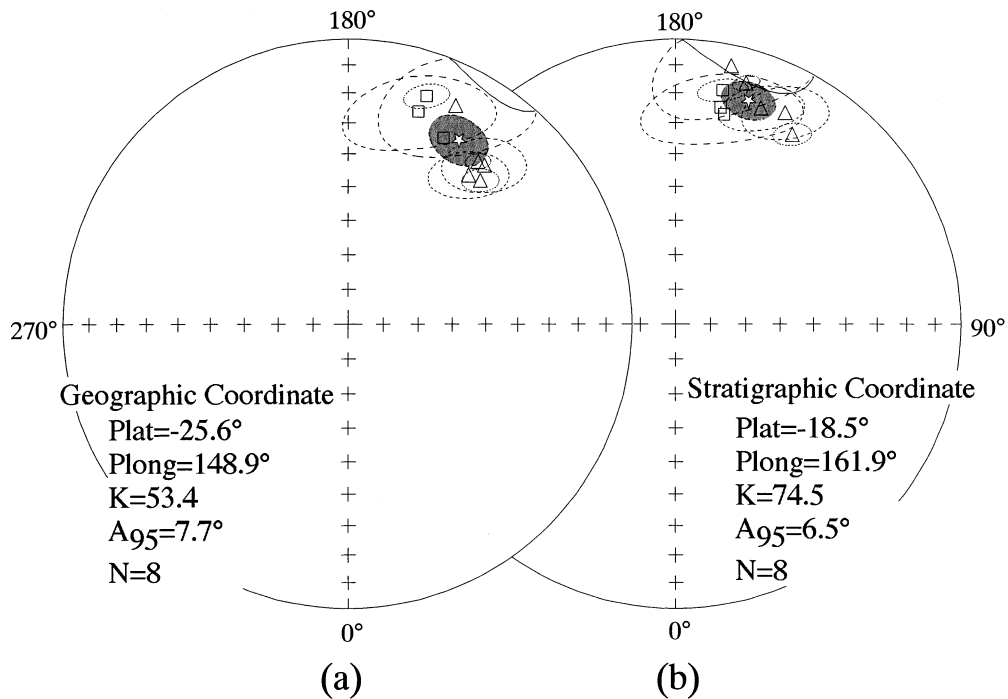 180°
180°
270°
90°
Geographic Coordinate
Plat=-25.6°
Plong=148.9°
K=53.4
A95=7.7°
N=8
Stratigraphic Coordinate
Plat=-18.5°
Plong=161.9°
K=74.5
A95=6.5°
N=8
0°
0°
(a)
(b)